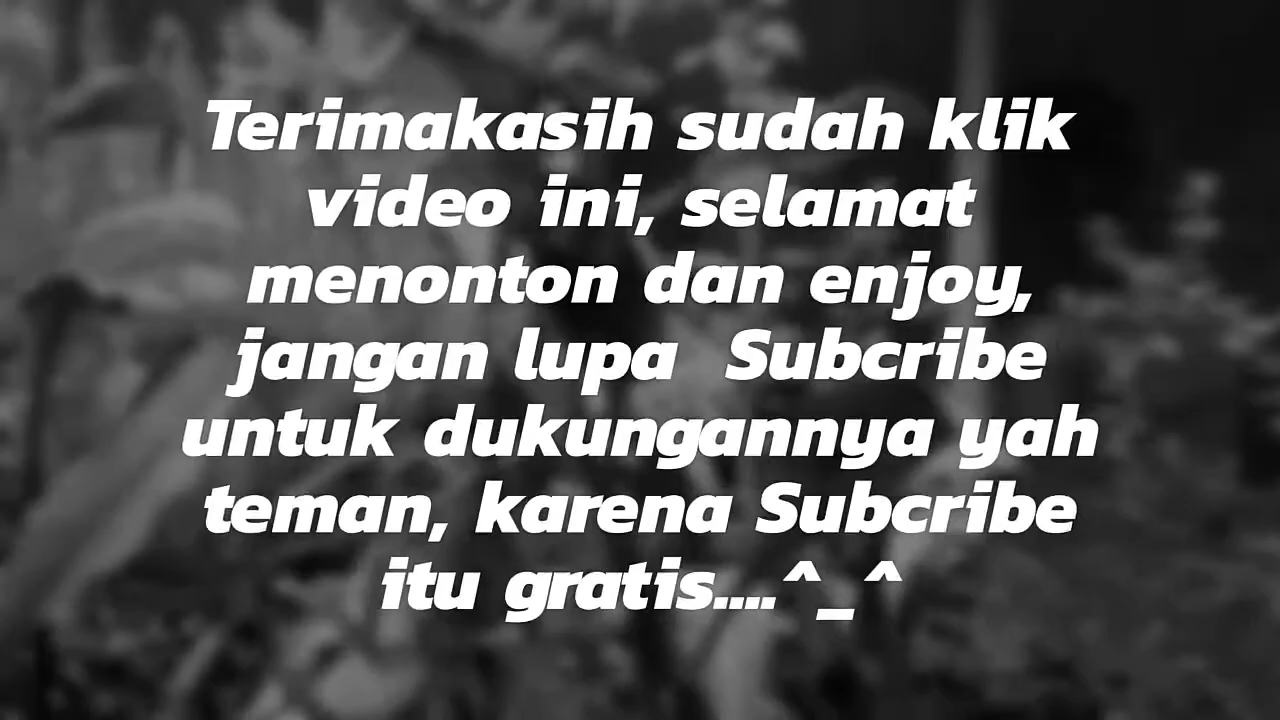 Terimakasih sudah klik
video ini, selamat
menonton dan enjoy,
jangan lupa  Subcribe
untuk dukungannya yah
teman, karena Subcribe
itu gratis....^_^